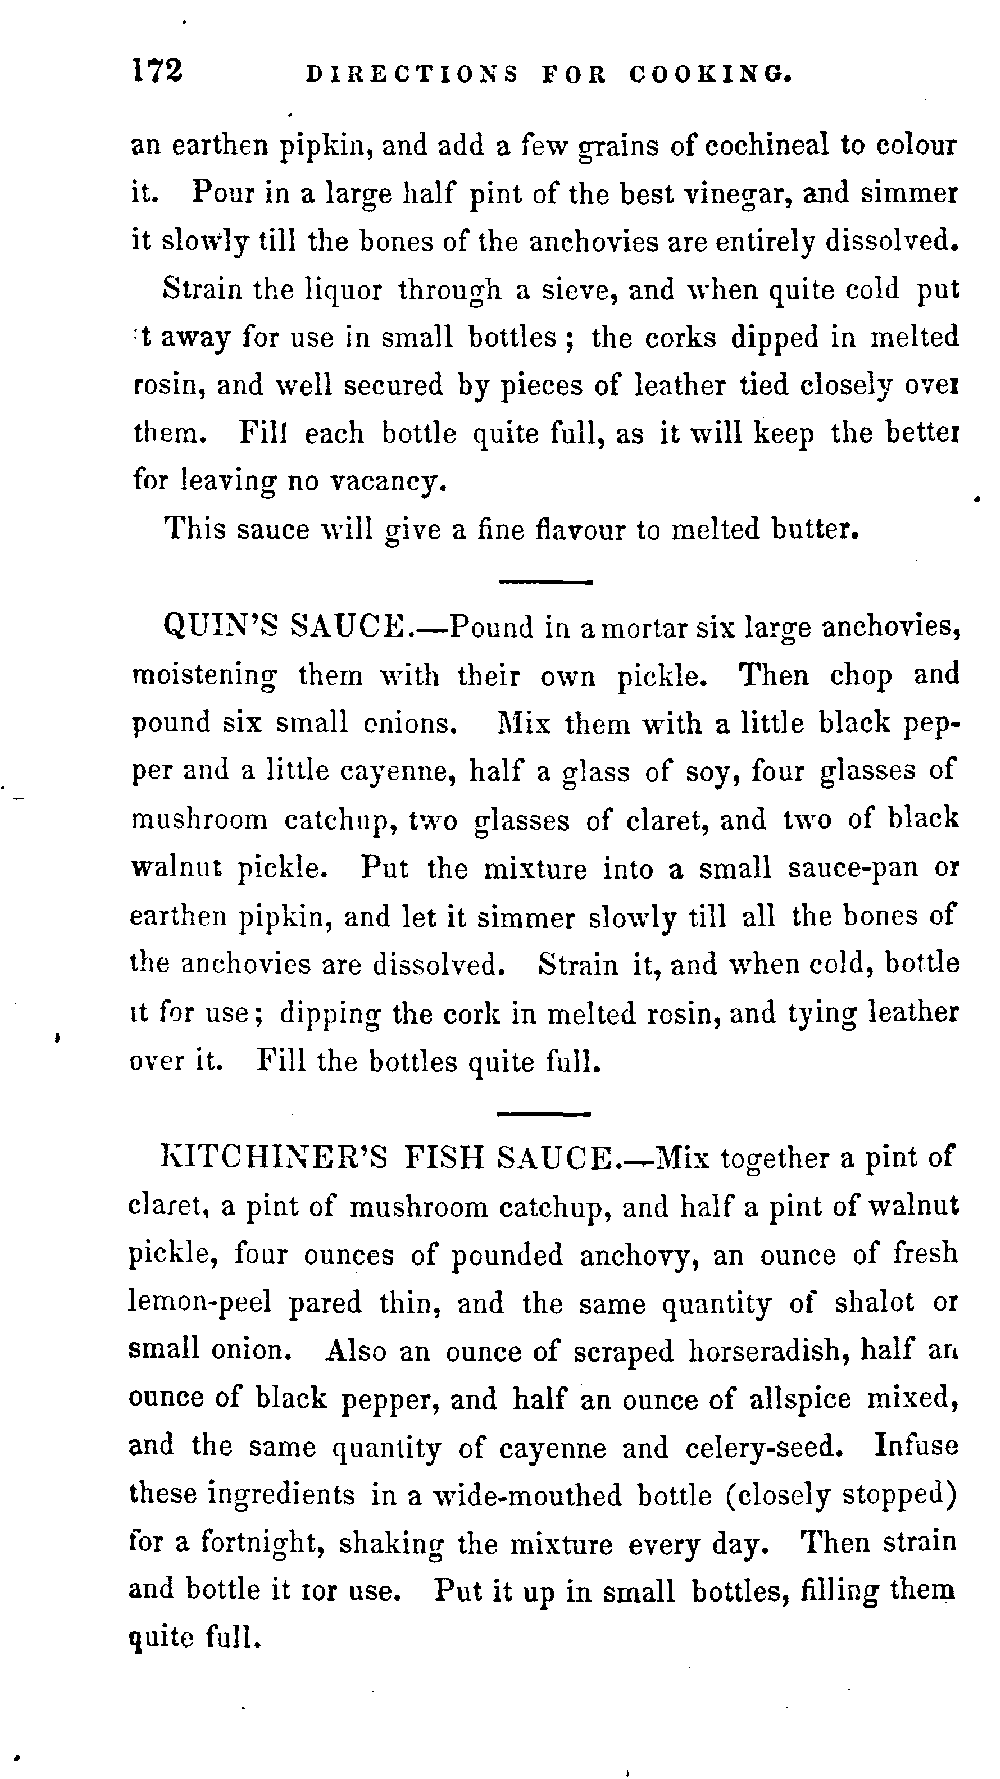 172 DIRECTIONS FOR COOKING.
an earthen pipkin, and add a few grains of cochineal to colour
it. Pour in a large half pint of the best vinegar, and simmer
it slowly till the bones of the anchovies are entirely dissolved.
Strain the liquor through a sieve, and when quite cold put
it away for use in small bottles; the corks dipped in melted
rosin, and well secured by pieces of leather tied closely over
them. Fill each bottle quite full, as it will keep the better
for leaving no vacancy.
This sauce will give a fine flavour to melted butter.
QUIN'S SAUCE.—Pound in a mortar six large anchovies,
moistening them with their own pickle. Then chop and
pound six small onions. Mix them with a little black pep-
per and a little cayenne, half a glass of soy, four glasses of
mushroom catchup, two glasses of claret, and two of black
walnut pickle. Put the mixture into a small sauce-pan or
earthen pipkin, and let it simmer slowly till all the bones of
the anchovies are dissolved. Strain it, and when cold, bottle
it for use; dipping the cork in melted rosin, and tying leather
over it. Fill the bottles quite full.
KITCHINER'S FISH SAUCE.—Mix together a pint of
claret, a pint of mushroom catchup, and half a pint of walnut
pickle, four ounces of pounded anchovy, an ounce of fresh
lemon-peel pared thin, and the same quantity of shalot or
small onion. Also an ounce of scraped horseradish, half an
ounce of black pepper, and half an ounce of allspice mixed,
and the same quantity of cayenne and celery-seed. Infuse
these ingredients in a wide-mouthed bottle (closely stopped)
for a fortnight, shaking the mixture every day. Then strain
and bottle it for use. Put it up in small bottles, filling them
quite full.